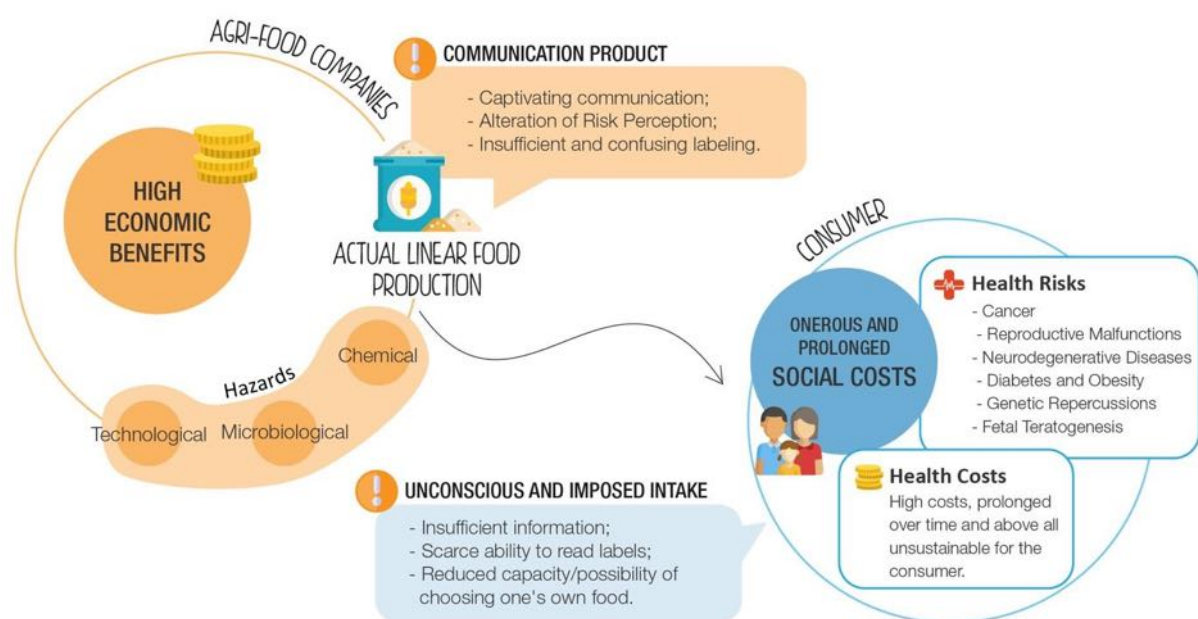 AGRI-FOOD COMPANIES
COMMUNICATION PRODUCT
- Captivating communication;
- Alteration of Risk Perception;
- Insufficient and confusing labeling.
HIGH
ECONOMIC
BENEFITS
ACTUAL LINEAR FOOD
PRODUCTION
Hazards
Chemical
Microbiological
Technological
CONSUMER
ONEROUS AND
PROLONGED
SOCIAL COSTS
Health Risks
- Cancer
- Reproductive Malfunctions
- Neurodegenerative Diseases
- Diabetes and Obesity
- Genetic Repercussions
- Fetal Teratogenesis
Health Costs
High costs, prolonged
over time and above all
unsustainable for the
consumer.
UNCONSCIOUS AND IMPOSED INTAKE
- Insufficient information;
- Scarce ability to read labels;
- Reduced capacity/possibility of
choosing one's own food.